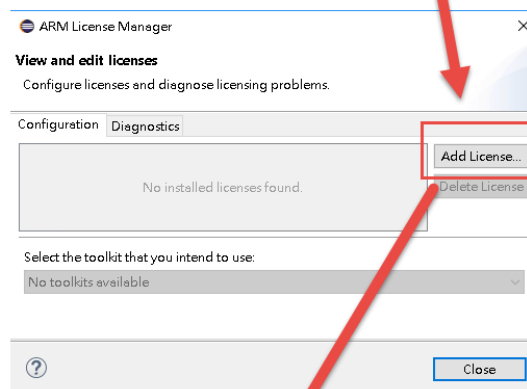 ARM License Manager
View and edit licenses
Configure licenses and diagnose licensing problems.
Configuration Diagnostics
Add License...
No installed licenses found.
Delete License
Select the toolkit that you intend to use:
No toolkits available
?
Close